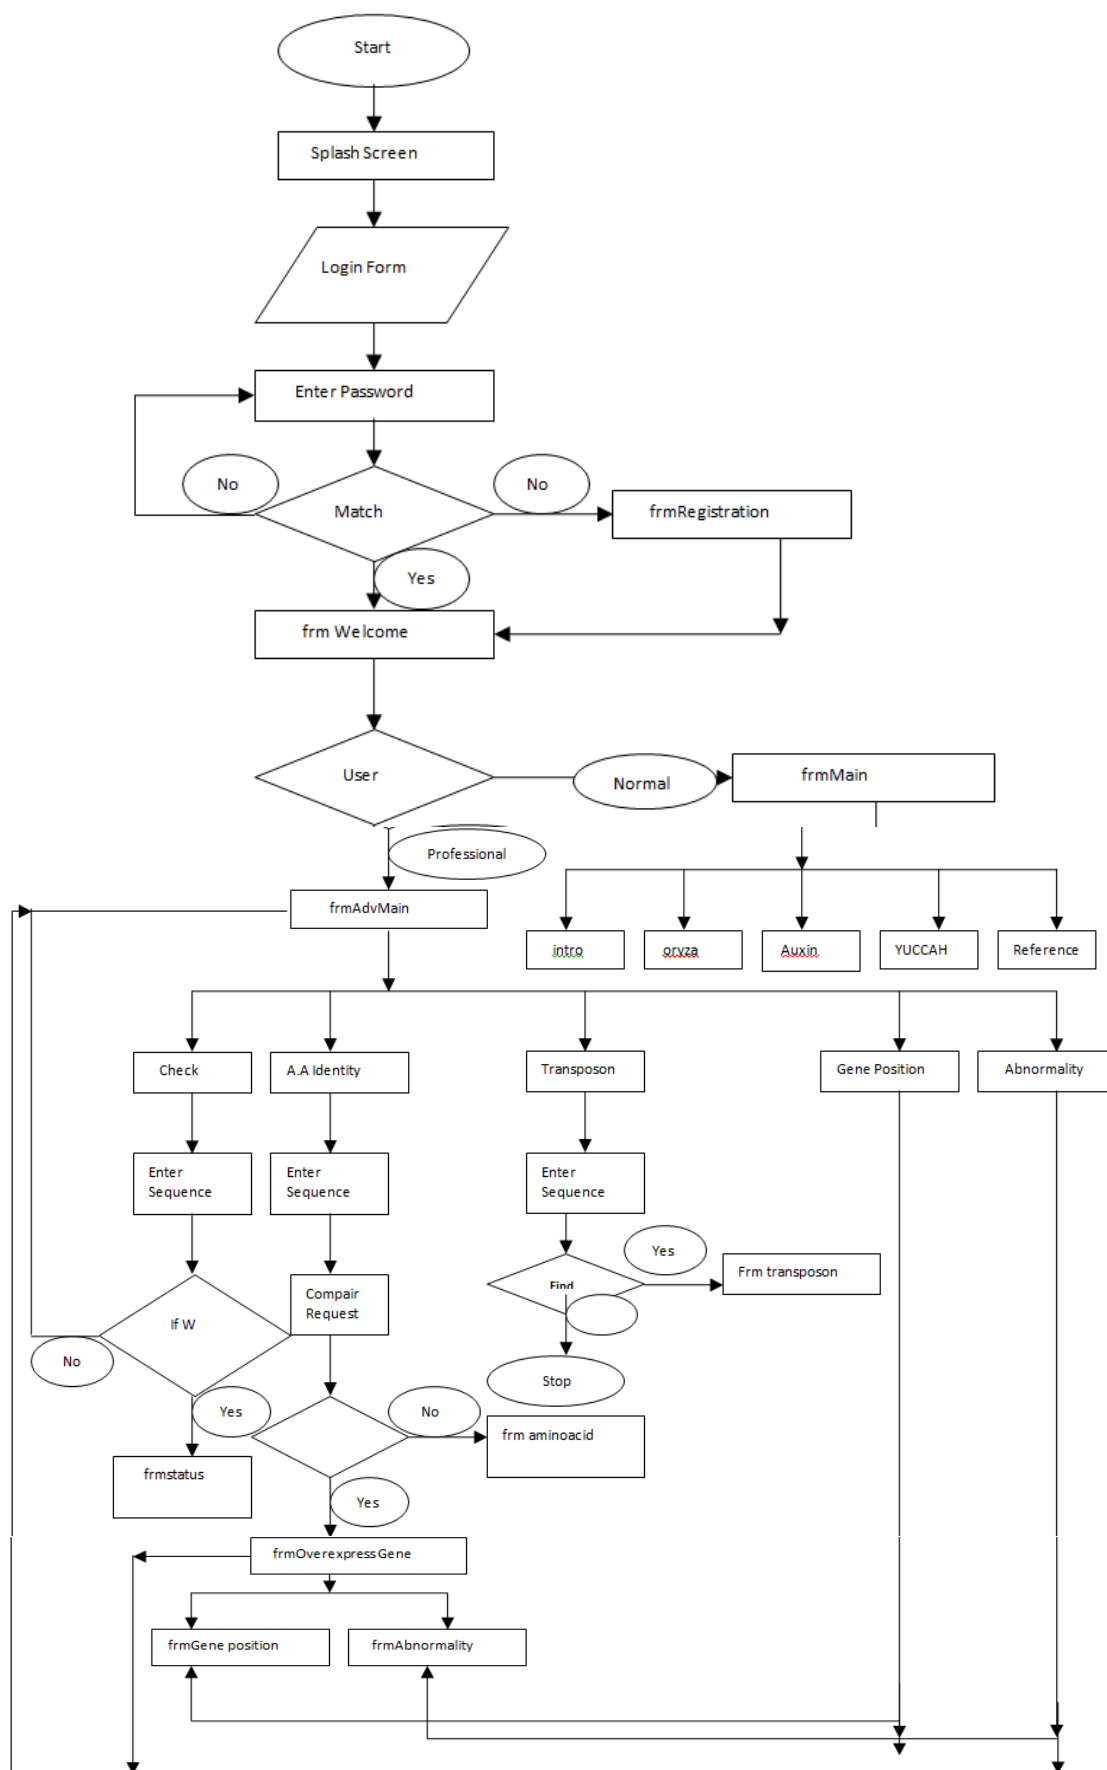 Start
Splash Screen
Login Form
Enter Password
No
No
Match
frmRegistration
Yes
frm Welcome
User
Normal
frmMain
Professional
frmAdvMain
intro
oryza
Auxin
YUCCAH
Reference
Check
A.A Identity
Transposon
Gene Position
Abnormality
Enter
Sequence
Enter
Sequence
Enter
Sequence
Yes
Find
Frm transposon
Compair
Request
If W
No
Stop
Yes
No
frm aminoacid
frmstatus
Yes
frmOverexpressGene
frmGene position
frmAbnormality